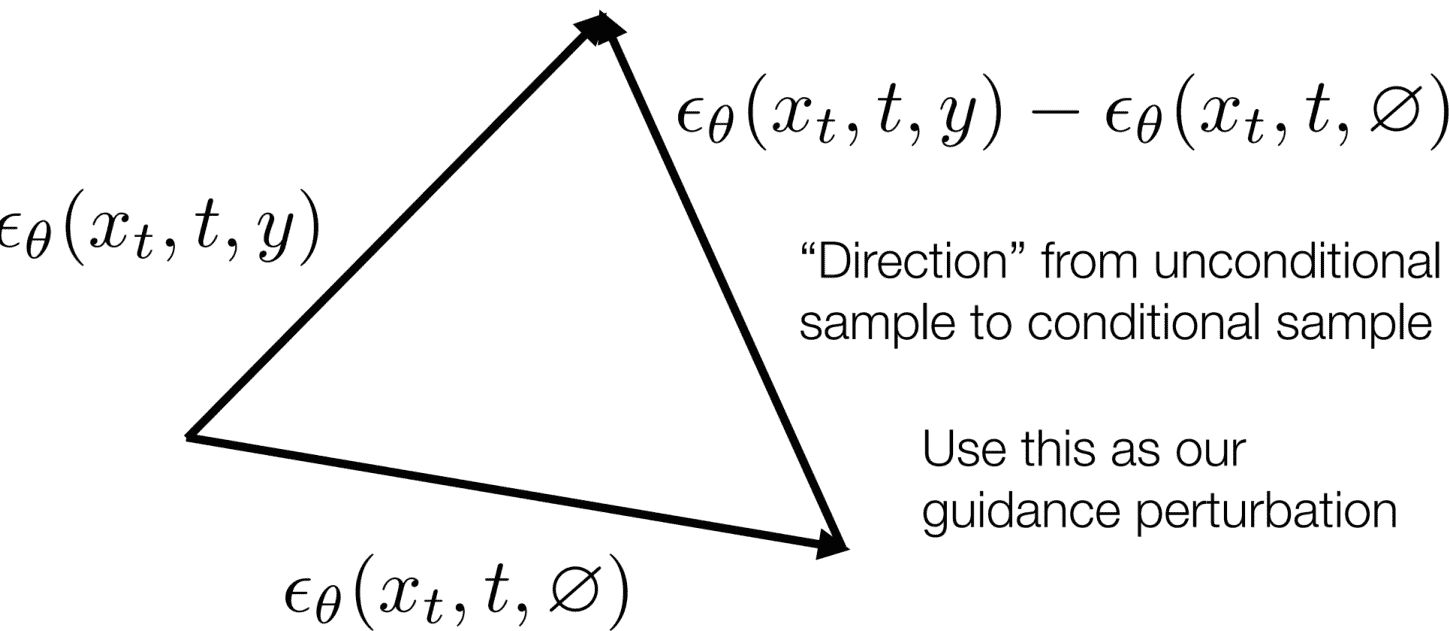 ϵθ(xt, t, y) − ϵθ(xt, t, ∅)
ϵθ(xt, t, y)
“Direction” from unconditional
sample to conditional sample
Use this as our
guidance perturbation
ϵθ(xt, t, ∅)